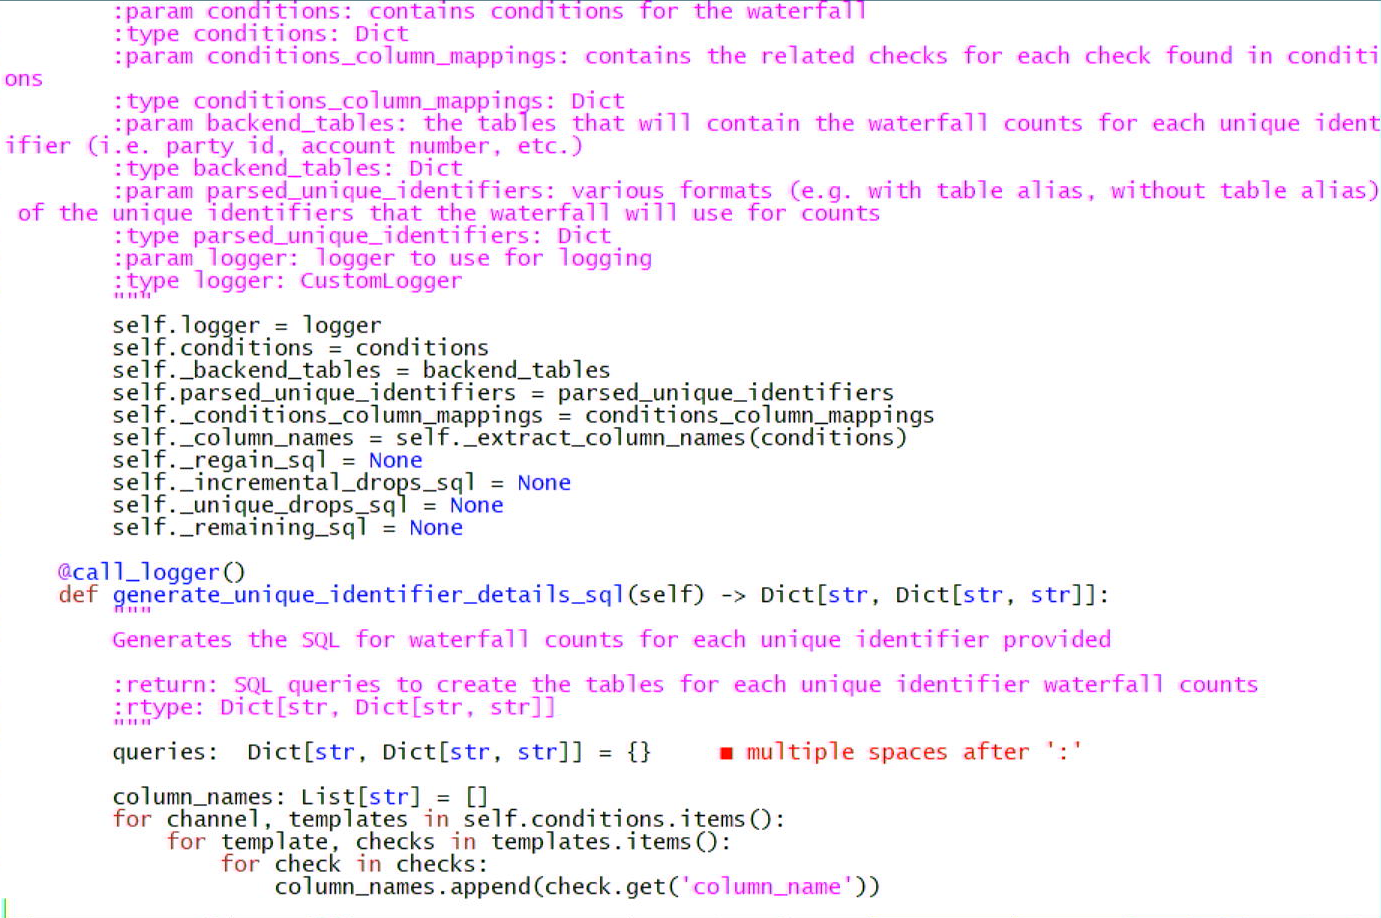 :param conditions: contains conditions for the waterfall
        :type conditions: Dict
        :param conditions_column_mappings: contains the related checks for each check found in conditi
ons
        :type conditions_column_mappings: Dict
        :param backend_tables: the tables that will contain the waterfall counts for each unique ident
ifier (i.e. party id, account number, etc.)
        :type backend_tables: Dict
        :param parsed_unique_identifiers: various formats (e.g. with table alias, without table alias)
 of the unique identifiers that the waterfall will use for counts
        :type parsed_unique_identifiers: Dict
        :param logger: logger to use for logging
        :type logger: CustomLogger
        """
        self.logger = logger
        self.conditions = conditions
        self._backend_tables = backend_tables
        self.parsed_unique_identifiers = parsed_unique_identifiers
        self._conditions_column_mappings = conditions_column_mappings
        self._column_names = self._extract_column_names(conditions)
        self._regain_sql = None
        self._incremental_drops_sql = None
        self._unique_drops_sql = None
        self._remaining_sql = None

    @call_logger()
    def generate_unique_identifier_details_sql(self) -> Dict[str, Dict[str, str]]:
        """
        Generates the SQL for waterfall counts for each unique identifier provided

        :return: SQL queries to create the tables for each unique identifier waterfall counts
        :rtype: Dict[str, Dict[str, str]]
        """
        queries:  Dict[str, Dict[str, str]] = {}     ■ multiple spaces after ':'

        column_names: List[str] = []
        for channel, templates in self.conditions.items():
            for template, checks in templates.items():
                for check in checks:
                    column_names.append(check.get('column_name'))